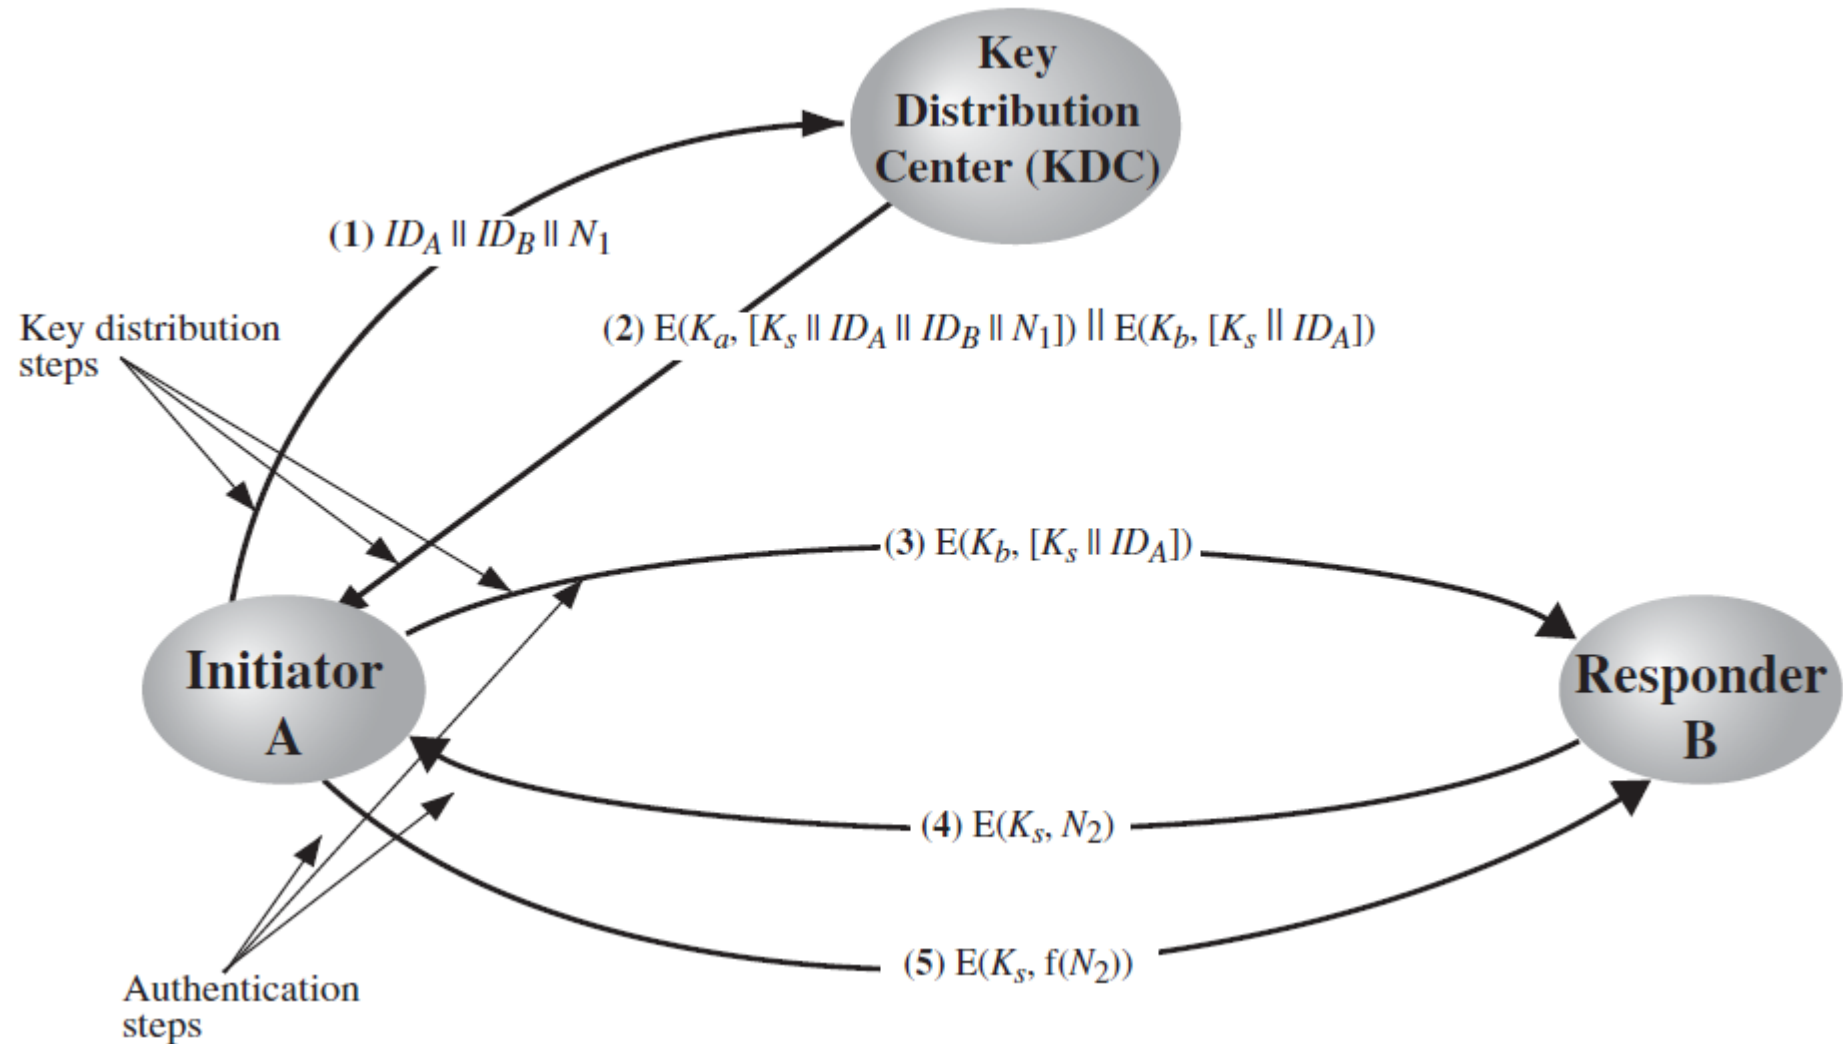 Key
Distribution
Center (KDC)
(1) ID_A || ID_B || N_1
Key distribution
steps
(2) E(K_a, [K_s || ID_A || ID_B || N_1]) || E(K_b, [K_s || ID_A])
(3) E(K_b, [K_s || ID_A])
Initiator
A
Responder
B
(4) E(K_s, N_2)
(5) E(K_s, f(N_2))
Authentication
steps